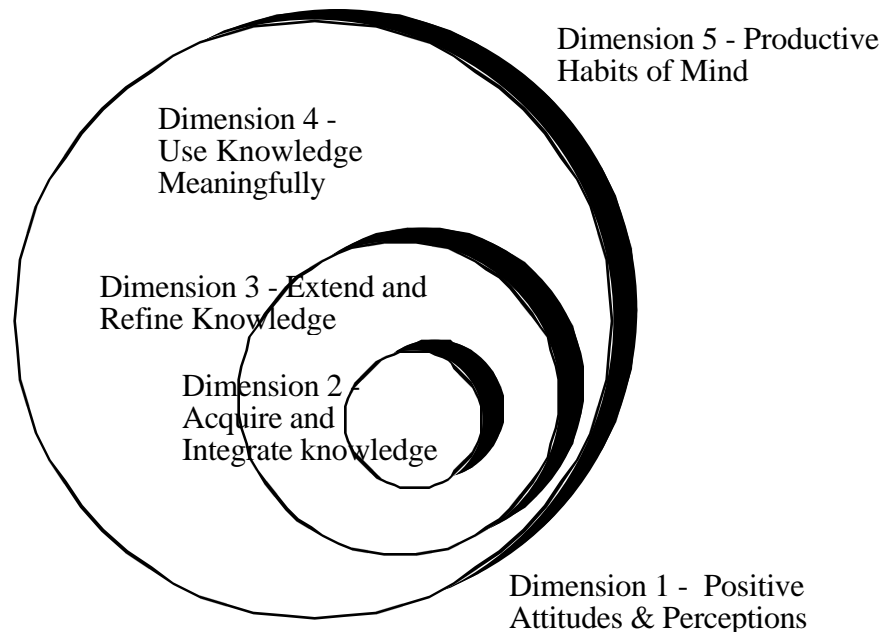 Dimension 5 - Productive
Habits of Mind
Dimension 4 -
Use Knowledge
Meaningfully
Dimension 3 - Extend and
Refine Knowledge
Dimension 2 -
Acquire and
Integrate knowledge
Dimension 1 -  Positive
Attitudes & Perceptions